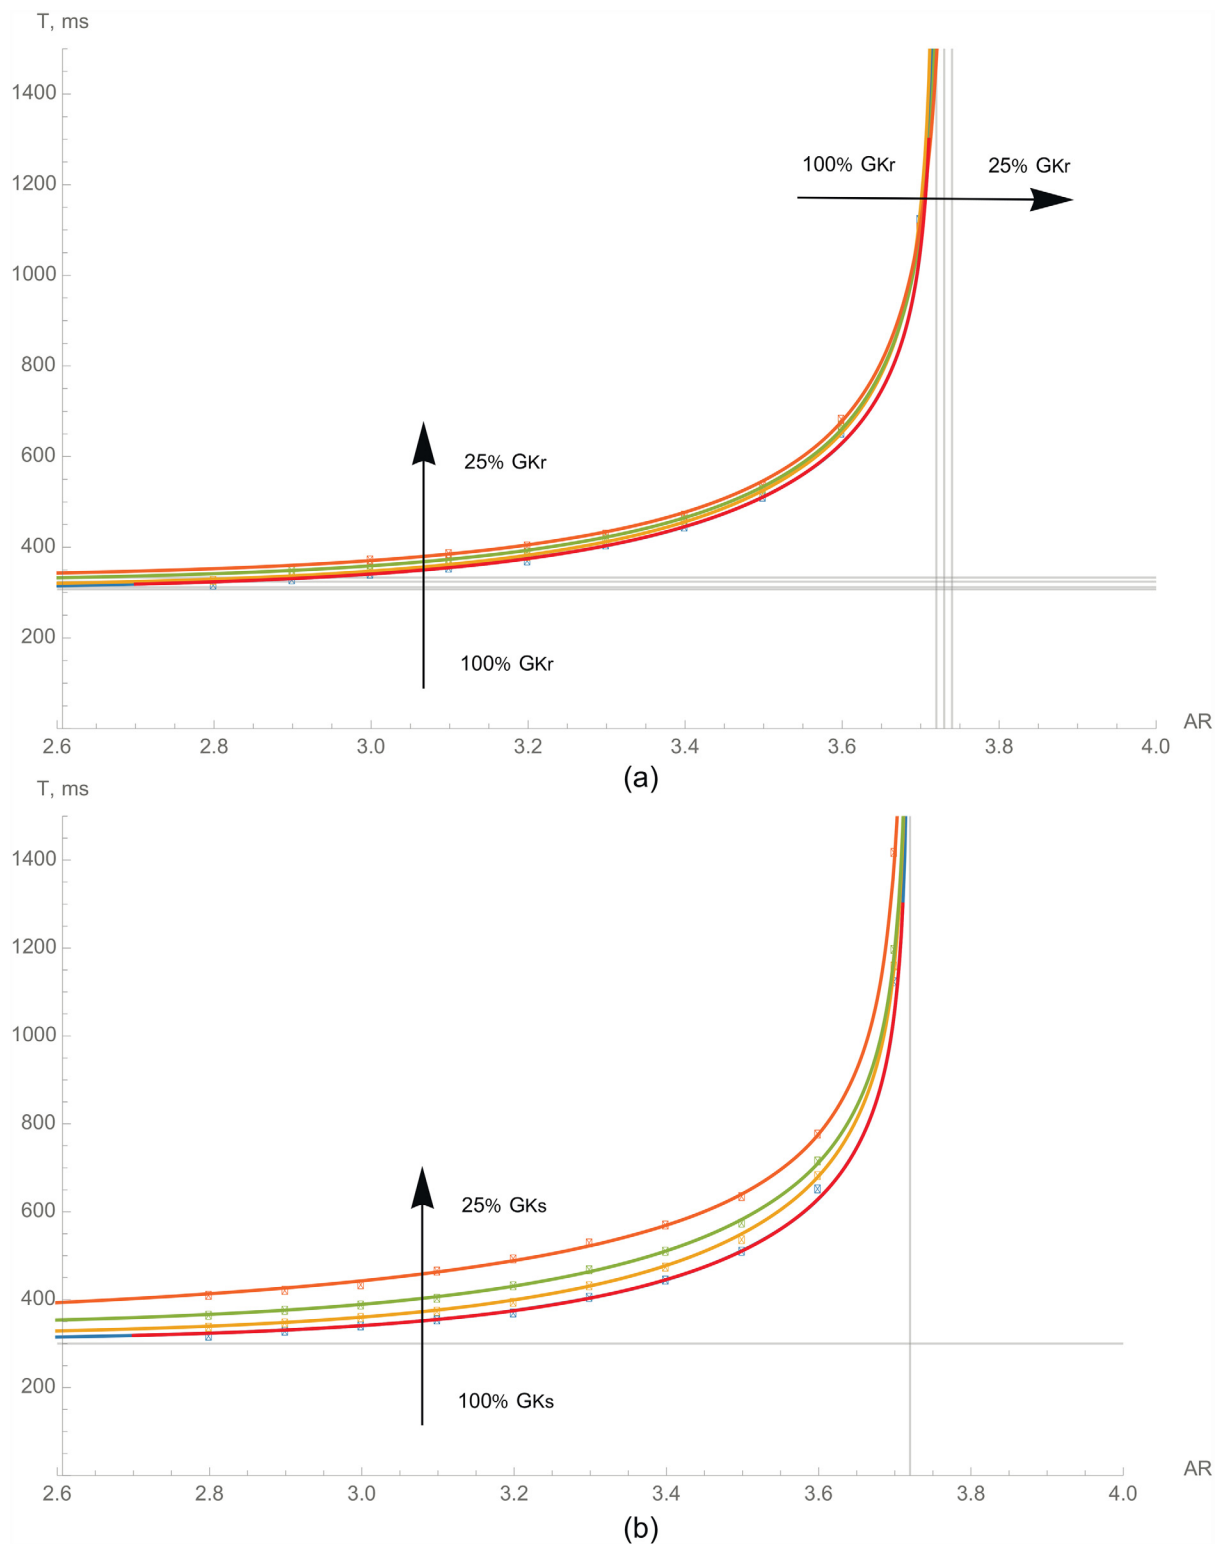 T, ms
1400
100% GKr 25% GKr
1200
1000
800
600
25% GKr
400
200
100% GKr
AR
2.6 2.8 3.0 3.2 3.4 3.6 3.8 4.0
(a)
T, ms
1400
1200
1000
800
600
25% GKs
400
200
100% GKs
AR
2.6 2.8 3.0 3.2 3.4 3.6 3.8 4.0
(b)